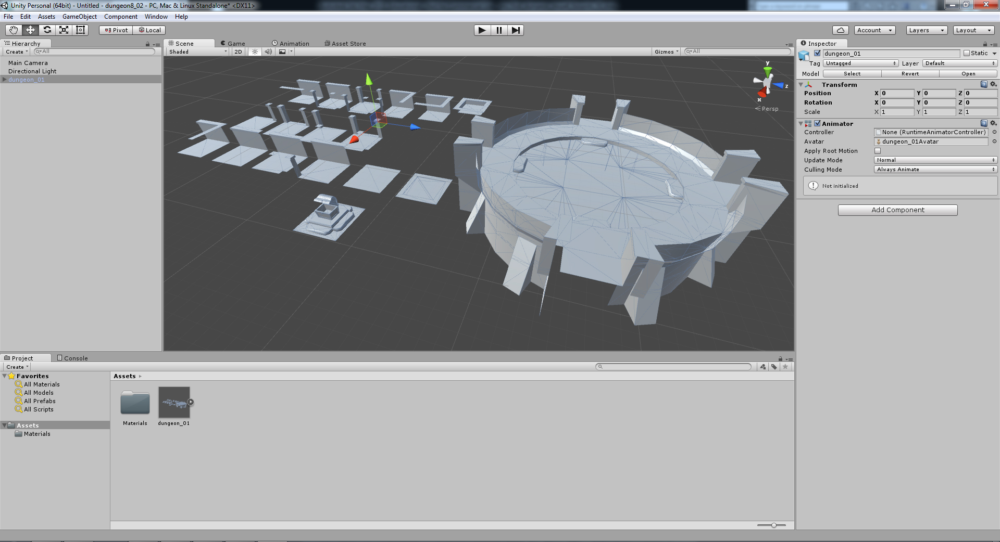 Unity Personal (64bit) - Untitled - dungeon8_02 - PC, Mac & Linux Standalone* <DX11>
File Edit Assets GameObject Component Window Help
Pivot Local Account Layers Layout
Hierarchy
Create All
Main Camera
Directional Light
dungeon_01
Scene Game Animation Asset Store
Shaded 2D Gizmos All
y
z
x
Persp
Inspector
dungeon_01 Static
Tag Untagged Layer Default
Model Select Revert Open
Transform
Position X 0 Y 0 Z 0
Rotation X 0 Y 0 Z 0
Scale X 1 Y 1 Z 1
Animator
Controller None (RuntimeAnimatorController)
Avatar dungeon_01Avatar
Apply Root Motion
Update Mode Normal
Culling Mode Always Animate
Not initialized
Add Component
Project Console
Create
Favorites
All Materials
All Models
All Prefabs
All Scripts
Assets
Materials
Assets
Materials dungeon_01